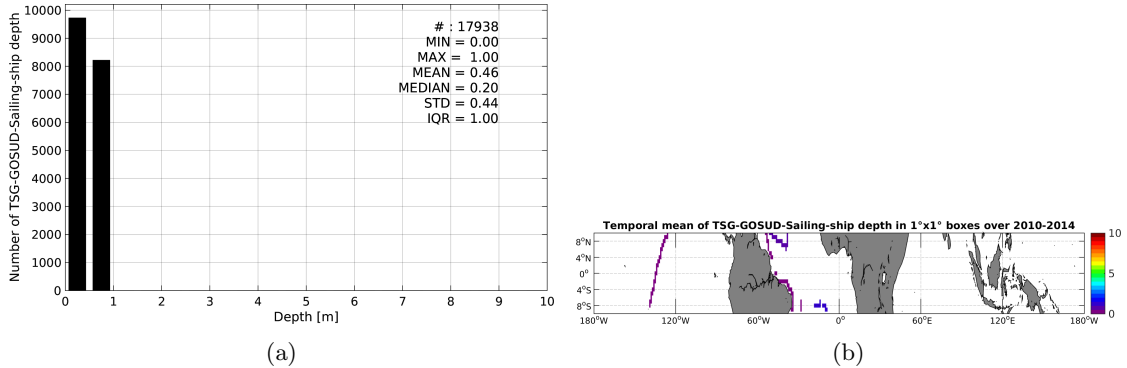 Number of TSG-GOSUD-Sailing-ship depth
10000
9000
8000
7000
6000
5000
4000
3000
2000
1000
0
# : 17938
MIN = 0.00
MAX = 1.00
MEAN = 0.46
MEDIAN = 0.20
STD = 0.44
IQR = 1.00
0 1 2 3 4 5 6 7 8 9 10
Depth [m]
(a)
Temporal mean of TSG-GOSUD-Sailing-ship depth in 1°x1° boxes over 2010-2014
8°N
4°N
0°
4°S
8°S
180°W 120°W 60°W 0° 60°E 120°E 180°W
10
5
0
(b)